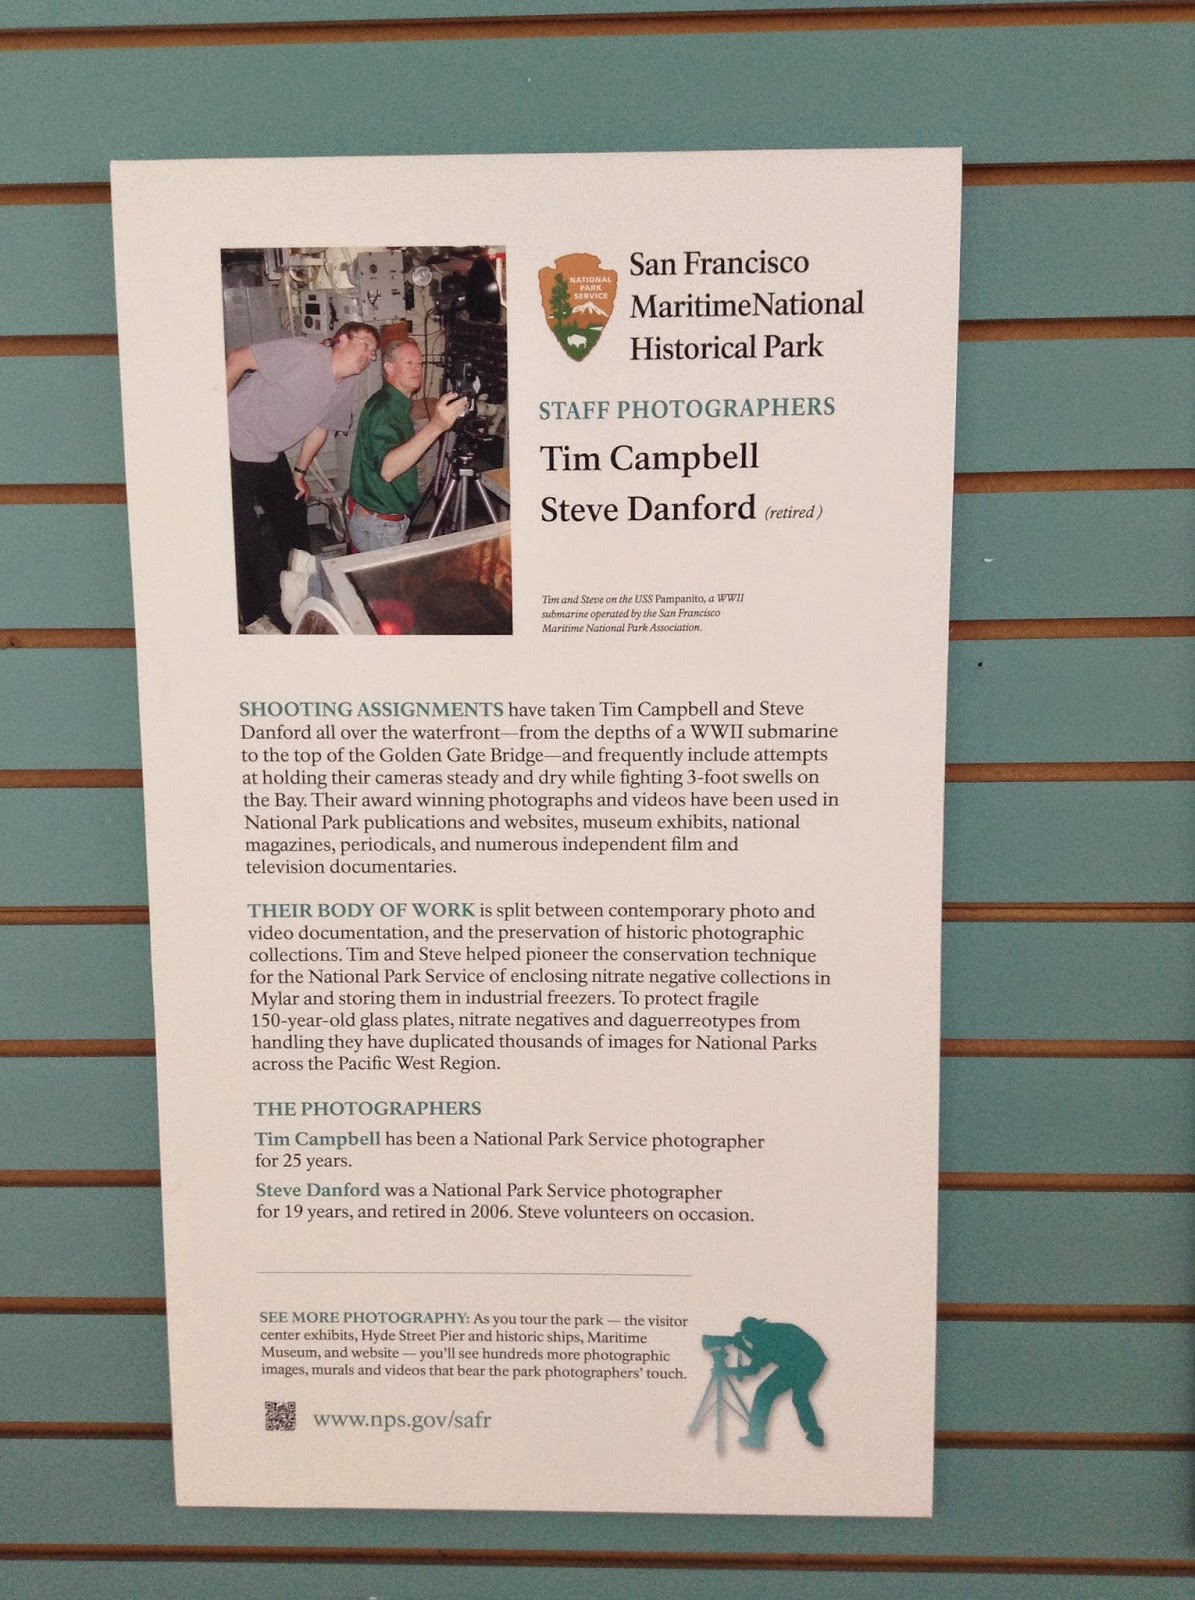 NATIONAL
PARK
SERVICE
San Francisco
MaritimeNational
Historical Park
STAFF PHOTOGRAPHERS
Tim Campbell
Steve Danford (retired)
Tim and Steve on the USS Pampanito, a WWII
submarine operated by the San Francisco
Maritime National Park Association.
SHOOTING ASSIGNMENTS have taken Tim Campbell and Steve
Danford all over the waterfront—from the depths of a WWII submarine
to the top of the Golden Gate Bridge—and frequently include attempts
at holding their cameras steady and dry while fighting 3-foot swells on
the Bay. Their award winning photographs and videos have been used in
National Park publications and websites, museum exhibits, national
magazines, periodicals, and numerous independent film and
television documentaries.
THEIR BODY OF WORK is split between contemporary photo and
video documentation, and the preservation of historic photographic
collections. Tim and Steve helped pioneer the conservation technique
for the National Park Service of enclosing nitrate negative collections in
Mylar and storing them in industrial freezers. To protect fragile
150-year-old glass plates, nitrate negatives and daguerreotypes from
handling they have duplicated thousands of images for National Parks
across the Pacific West Region.
THE PHOTOGRAPHERS
Tim Campbell has been a National Park Service photographer
for 25 years.
Steve Danford was a National Park Service photographer
for 19 years, and retired in 2006. Steve volunteers on occasion.
SEE MORE PHOTOGRAPHY: As you tour the park — the visitor
center exhibits, Hyde Street Pier and historic ships, Maritime
Museum, and website — you'll see hundreds more photographic
images, murals and videos that bear the park photographers' touch.
www.nps.gov/safr